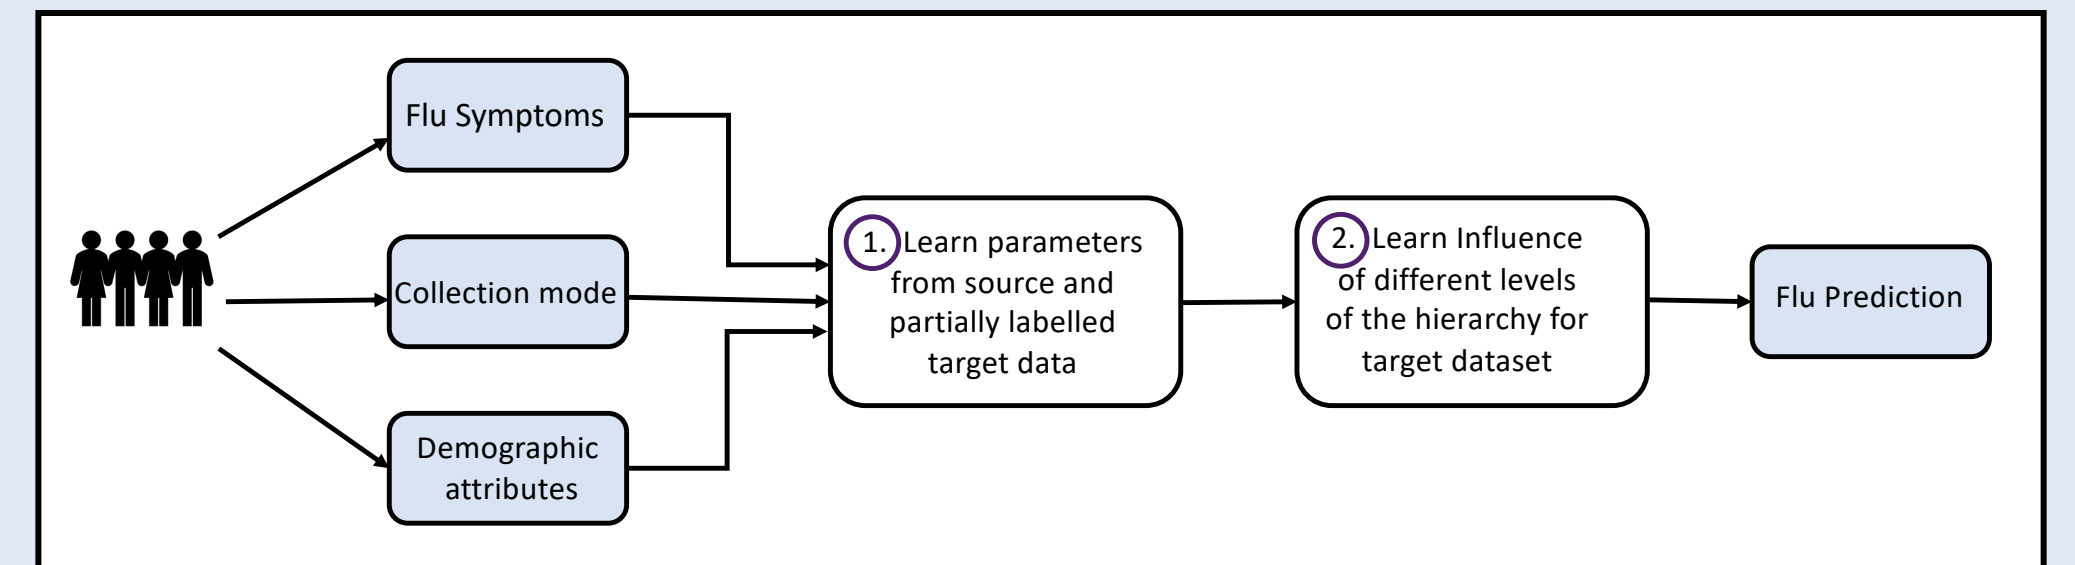 Flu Symptoms
Collection mode
Demographic
attributes
1. Learn parameters
from source and
partially labelled
target data
2. Learn Influence
of different levels
of the hierarchy for
target dataset
Flu Prediction